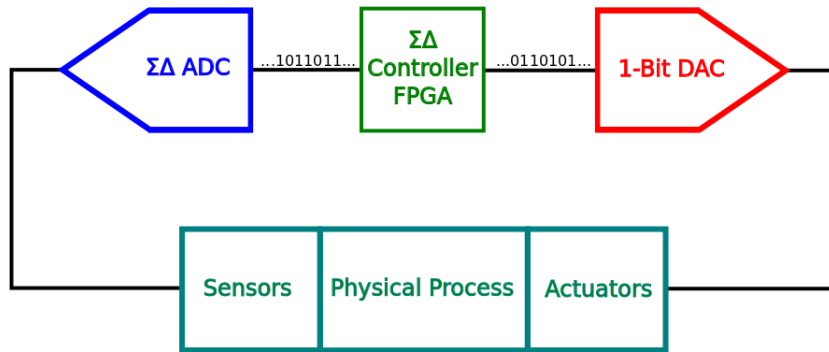 ΣΔ ADC
...1011011...
ΣΔ
Controller
FPGA
...0110101...
1-Bit DAC
Sensors
Physical Process
Actuators